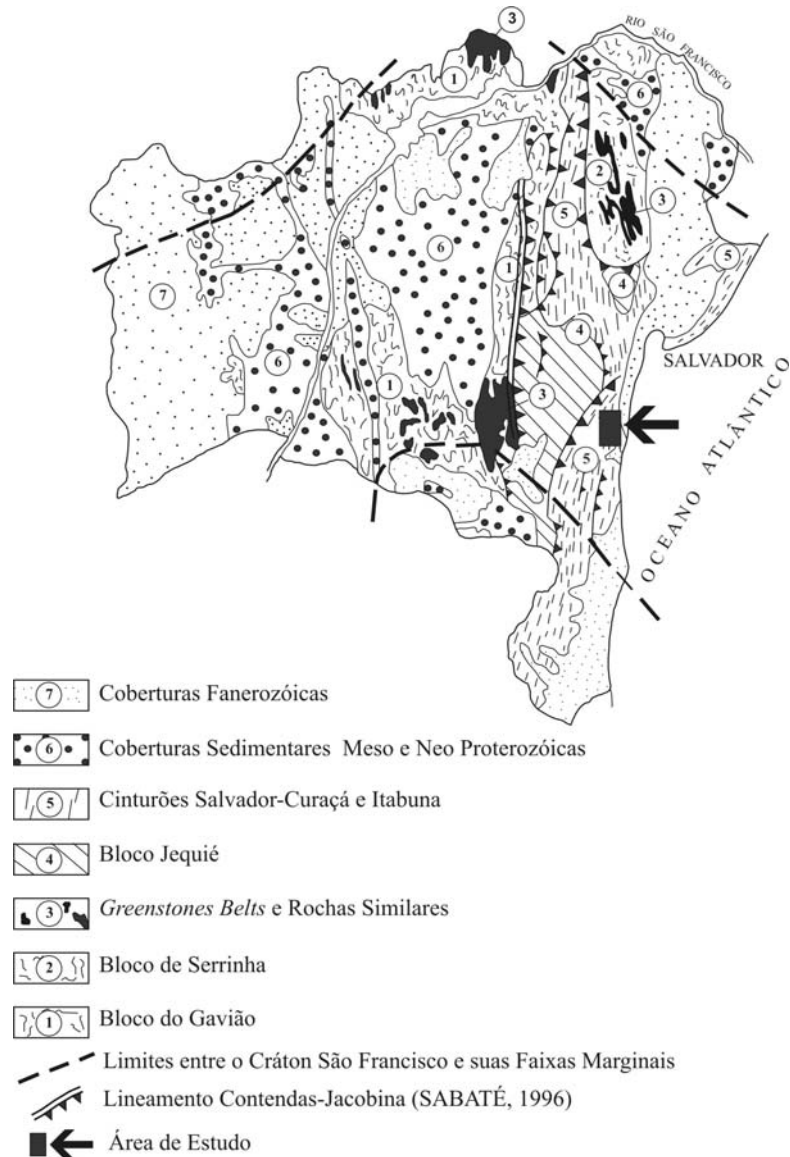 3
RIO SÃO FRANCISCO
1
6
2
5
3
7
6
1
5
4
4
SALVADOR
6
1
3
5
OCEANO ATLÂNTICO
7 Coberturas Fanerozóicas
6 Coberturas Sedimentares Meso e Neo Proterozóicas
5 Cinturões Salvador-Curaçá e Itabuna
4 Bloco Jequié
3 Greenstones Belts e Rochas Similares
2 Bloco de Serrinha
1 Bloco do Gavião
Limites entre o Cráton São Francisco e suas Faixas Marginais
Lineamento Contendas-Jacobina (SABATÉ, 1996)
Área de Estudo